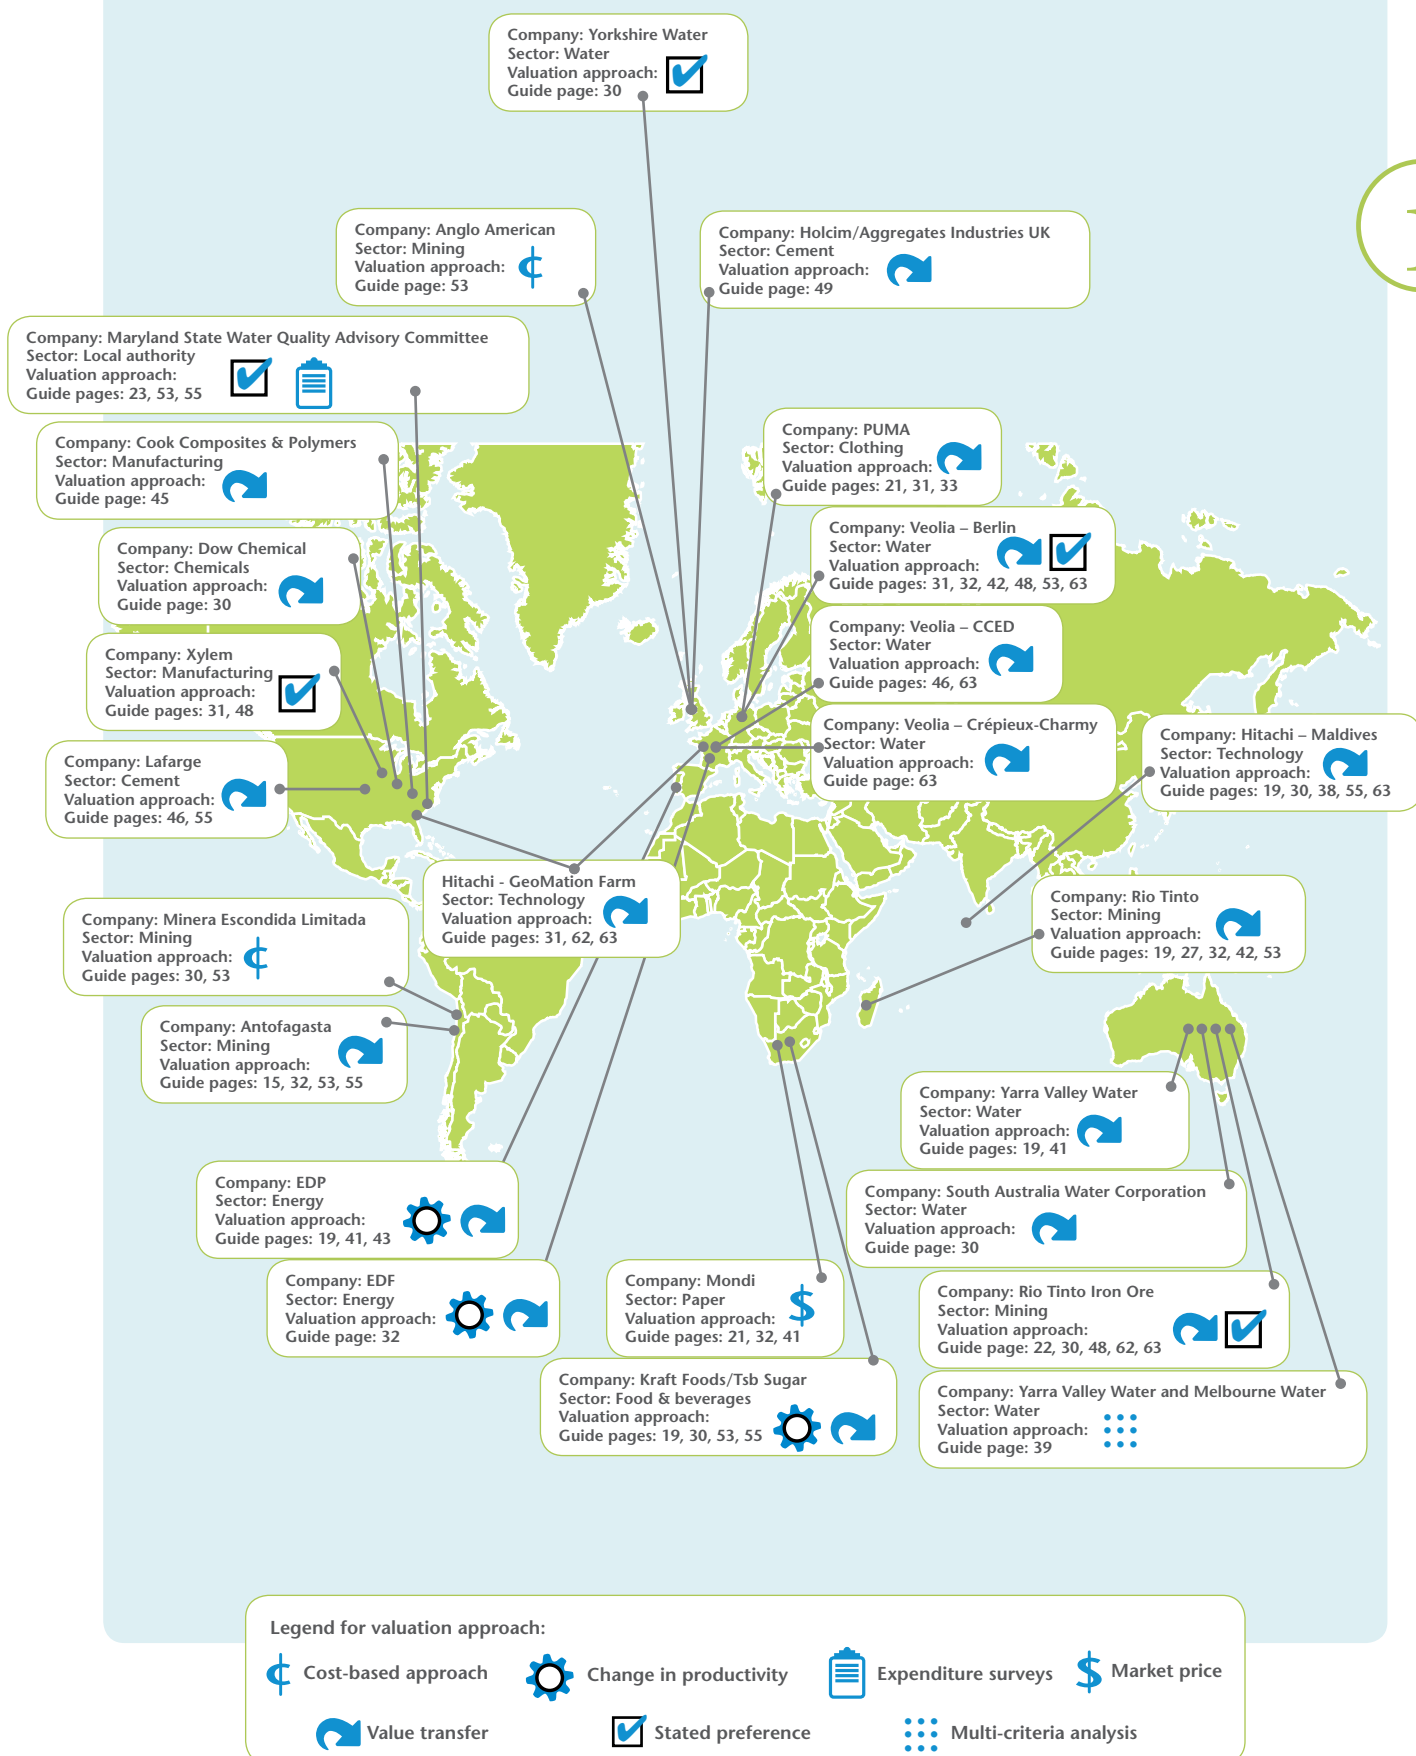 Company: Yorkshire Water
Sector: Water
Valuation approach:
Guide page: 30
Company: Anglo American
Sector: Mining
Valuation approach:
Guide page: 53
Company: Holcim/Aggregates Industries UK
Sector: Cement
Valuation approach:
Guide page: 49
Company: Maryland State Water Quality Advisory Committee
Sector: Local authority
Valuation approach:
Guide pages: 23, 53, 55
Company: Cook Composites & Polymers
Sector: Manufacturing
Valuation approach:
Guide page: 45
Company: PUMA
Sector: Clothing
Valuation approach:
Guide pages: 21, 31, 33
Company: Dow Chemical
Sector: Chemicals
Valuation approach:
Guide page: 30
Company: Veolia – Berlin
Sector: Water
Valuation approach:
Guide pages: 31, 32, 42, 48, 53, 63
Company: Xylem
Sector: Manufacturing
Valuation approach:
Guide pages: 31, 48
Company: Veolia – CCED
Sector: Water
Valuation approach:
Guide pages: 46, 63
Company: Veolia – Crépieux-Charmy
Sector: Water
Valuation approach:
Guide page: 63
Company: Hitachi – Maldives
Sector: Technology
Valuation approach:
Guide pages: 19, 30, 38, 55, 63
Company: Lafarge
Sector: Cement
Valuation approach:
Guide pages: 46, 55
Hitachi - GeoMation Farm
Sector: Technology
Valuation approach:
Guide pages: 31, 62, 63
Company: Rio Tinto
Sector: Mining
Valuation approach:
Guide pages: 19, 27, 32, 42, 53
Company: Minera Escondida Limitada
Sector: Mining
Valuation approach:
Guide pages: 30, 53
Company: Antofagasta
Sector: Mining
Valuation approach:
Guide pages: 15, 32, 53, 55
Company: Yarra Valley Water
Sector: Water
Valuation approach:
Guide pages: 19, 41
Company: EDP
Sector: Energy
Valuation approach:
Guide pages: 19, 41, 43
Company: South Australia Water Corporation
Sector: Water
Valuation approach:
Guide page: 30
Company: EDF
Sector: Energy
Valuation approach:
Guide page: 32
Company: Mondi
Sector: Paper
Valuation approach:
Guide pages: 21, 32, 41
Company: Rio Tinto Iron Ore
Sector: Mining
Valuation approach:
Guide page: 22, 30, 48, 62, 63
Company: Kraft Foods/Tsb Sugar
Sector: Food & beverages
Valuation approach:
Guide pages: 19, 30, 53, 55
Company: Yarra Valley Water and Melbourne Water
Sector: Water
Valuation approach:
Guide page: 39
Legend for valuation approach:
¢ Cost-based approach
Change in productivity
Expenditure surveys
$ Market price
Value transfer
Stated preference
Multi-criteria analysis